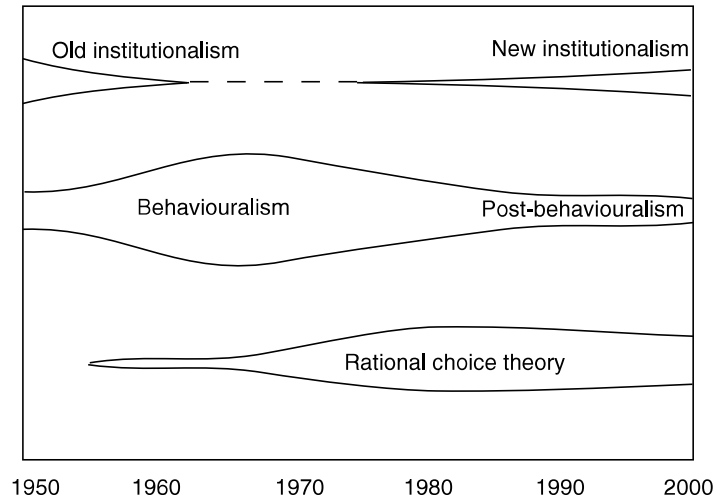 Old institutionalism
New institutionalism
Behaviouralism
Post-behaviouralism
Rational choice theory
1950
1960
1970
1980
1990
2000